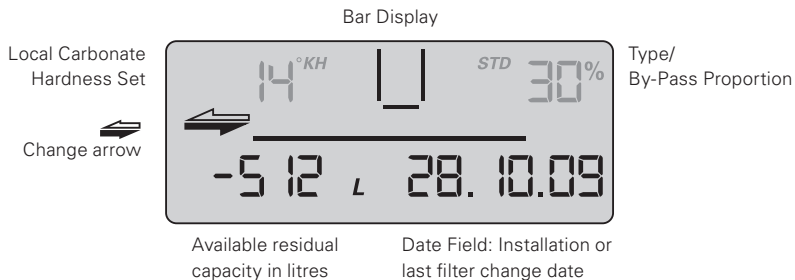 Bar Display
Local Carbonate
Hardness Set
Type/
By-Pass Proportion
14 °KH
STD 30%
Change arrow
-512 L 28.10.09
Available residual
capacity in litres
Date Field: Installation or
last filter change date